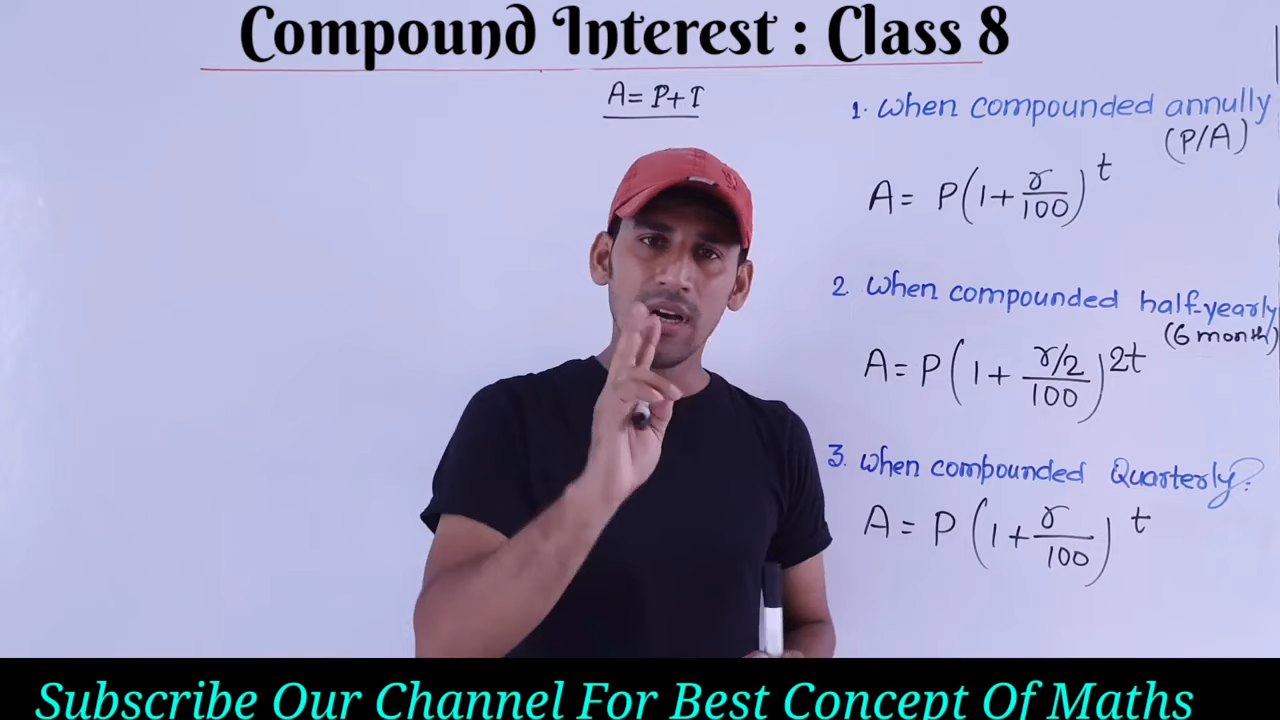 Compound Interest : Class 8
A = P + I
1. When compounded annully
(P/A)
A = P(1 + r/100)^t
2. When compounded half-yearly
(6 month)
A = P(1 + r/2/100)^2t
3. When compounded Quarterly?
A = P(1 + r/100)^t
Subscribe Our Channel For Best Concept Of Maths